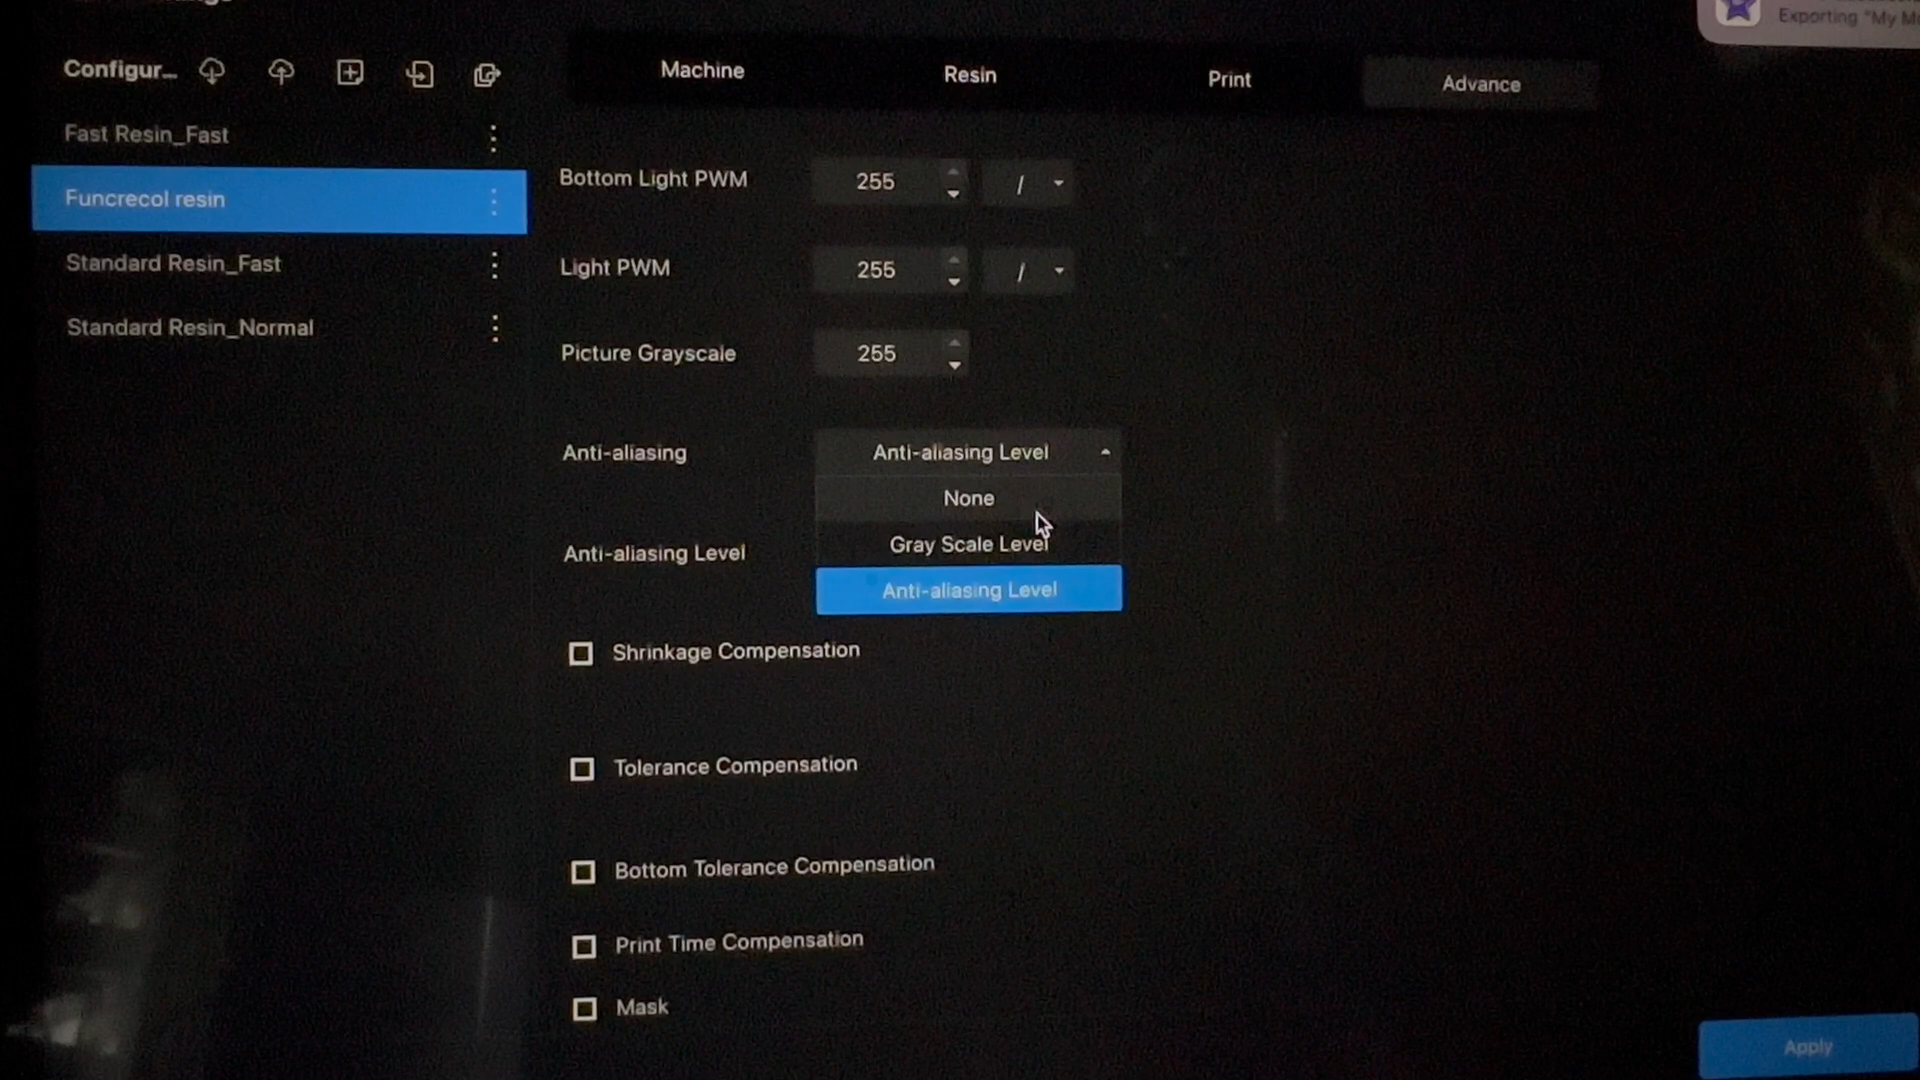 Configur...
Machine
Resin
Print
Advance
Exporting "My
Fast Resin_Fast
Funcrecol resin
Standard Resin_Fast
Standard Resin_Normal
Bottom Light PWM 255 /
Light PWM 255 /
Picture Grayscale 255
Anti-aliasing Anti-aliasing Level
None
Gray Scale Level
Anti-aliasing Level
Anti-aliasing Level
Shrinkage Compensation
Tolerance Compensation
Bottom Tolerance Compensation
Print Time Compensation
Mask
Apply